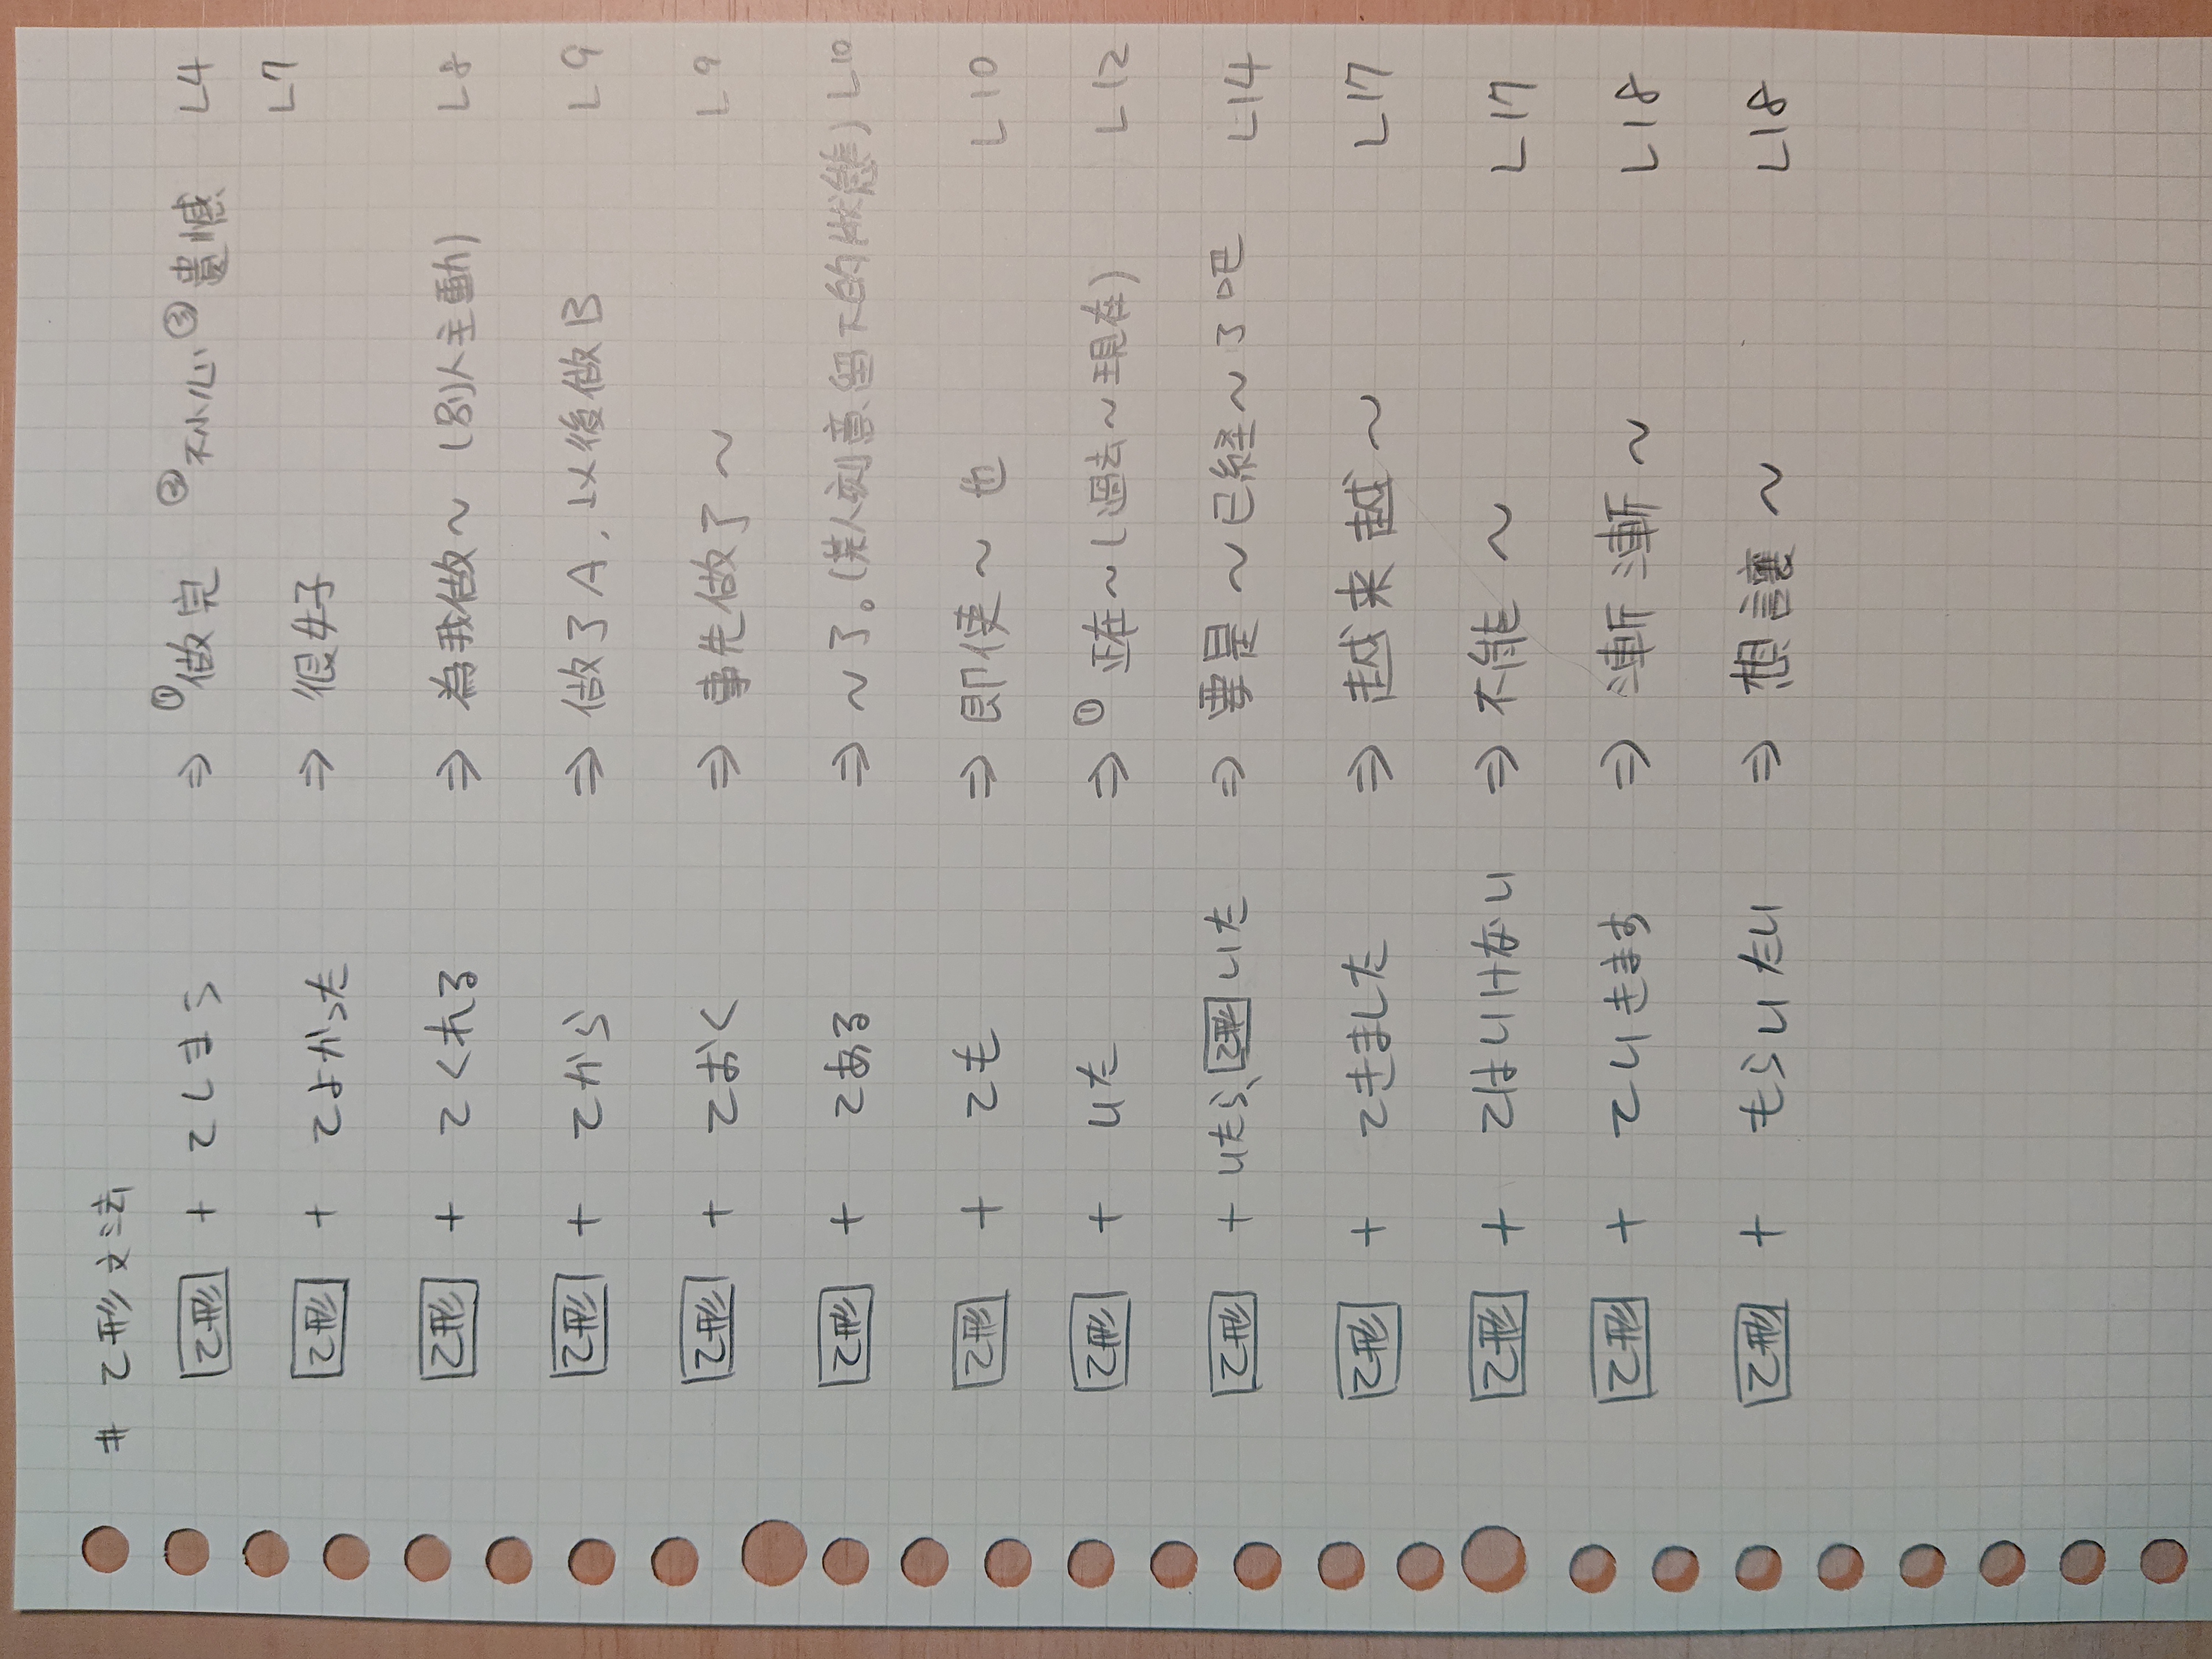 # て形文法
て形 + てしまう ⇒ ①做完 ②不小心 ③遺憾 L4
て形 + てよかった ⇒ 很好 L7
て形 + てくれる ⇒ 為我做~(別人主動) L8
て形 + てから ⇒ 做了A,以後做B L9
て形 + ておく ⇒ 事先做了~ L9
て形 + てある ⇒ ~了。(某人刻意留下的狀態) L10
て形 + ても ⇒ 即使~也 L10
て形 + いた ⇒ ① 正在~(過去~現在) L12
て形 + いたら、て形いた ⇒ 要是~已経~了吧 L14
て形 + てきました ⇒ 越来越~ L17
て形 + てはいけない ⇒ 不能~ L17
て形 + ていきます ⇒ 漸漸~ L18
て形 + もらいたい ⇒ 想讓~ L18